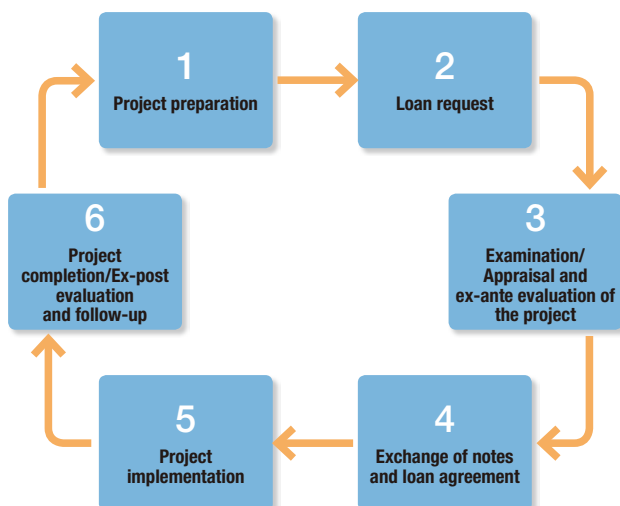 1
Project preparation
2
Loan request
3
Examination/
Appraisal and
ex-ante evaluation of
the project
4
Exchange of notes
and loan agreement
5
Project
implementation
6
Project
completion/Ex-post
evaluation
and follow-up